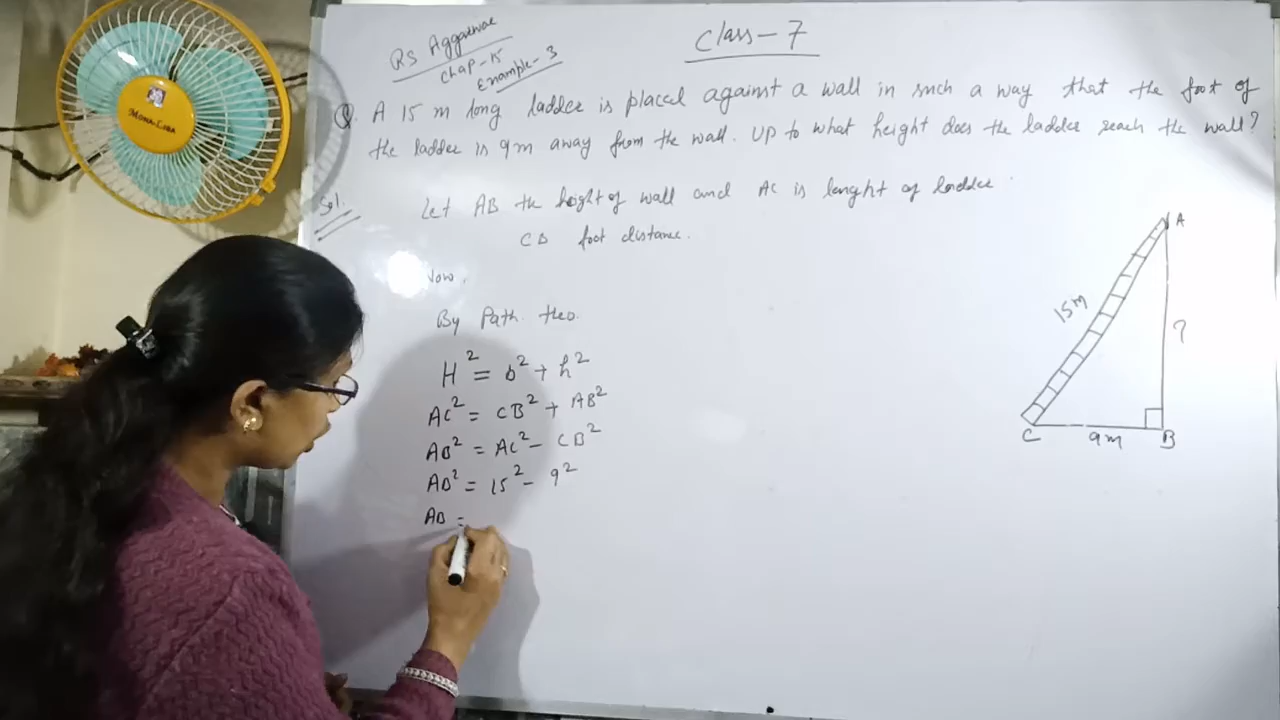 RS Aggarwal
Chap-15
Example-3
Class-7
Q. A 15 m long ladder is placed against a wall in such a way that the foot of
the ladder is 9m away from the wall. Up to what height does the ladder reach the wall?
Sol.
Let AB the height of wall and AC is lenght of ladder
CB foot distance.
Now,
By Path. theo.
H² = b² + h²
AC² = CB² + AB²
AB² = AC² - CB²
AB² = 15² - 9²
AB =
A
15m
?
C
9m
B
MONA-LISA